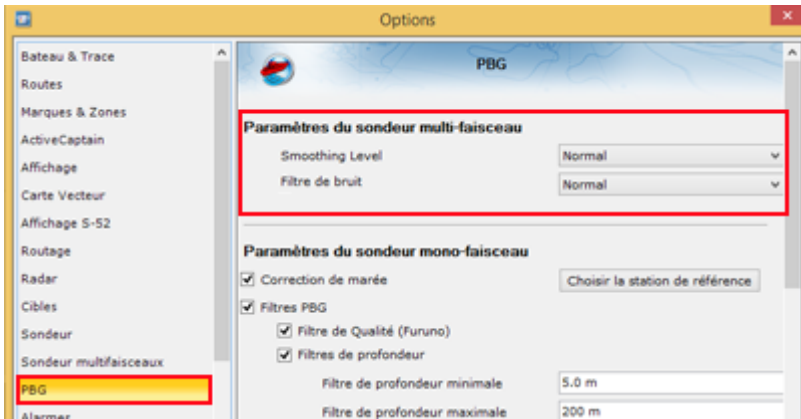 Options
Bateau & Trace
Routes
Marques & Zones
ActiveCaptain
Affichage
Carte Vecteur
Affichage S-52
Routage
Radar
Cibles
Sondeur
Sondeur multifaisceaux
PBG
Alarmes
PBG
Paramètres du sondeur multi-faisceau
Smoothing Level Normal
Filtre de bruit Normal
Paramètres du sondeur mono-faisceau
Correction de marée Choisir la station de référence
Filtres PBG
Filtre de Qualité (Furuno)
Filtres de profondeur
Filtre de profondeur minimale 5.0 m
Filtre de profondeur maximale 200 m